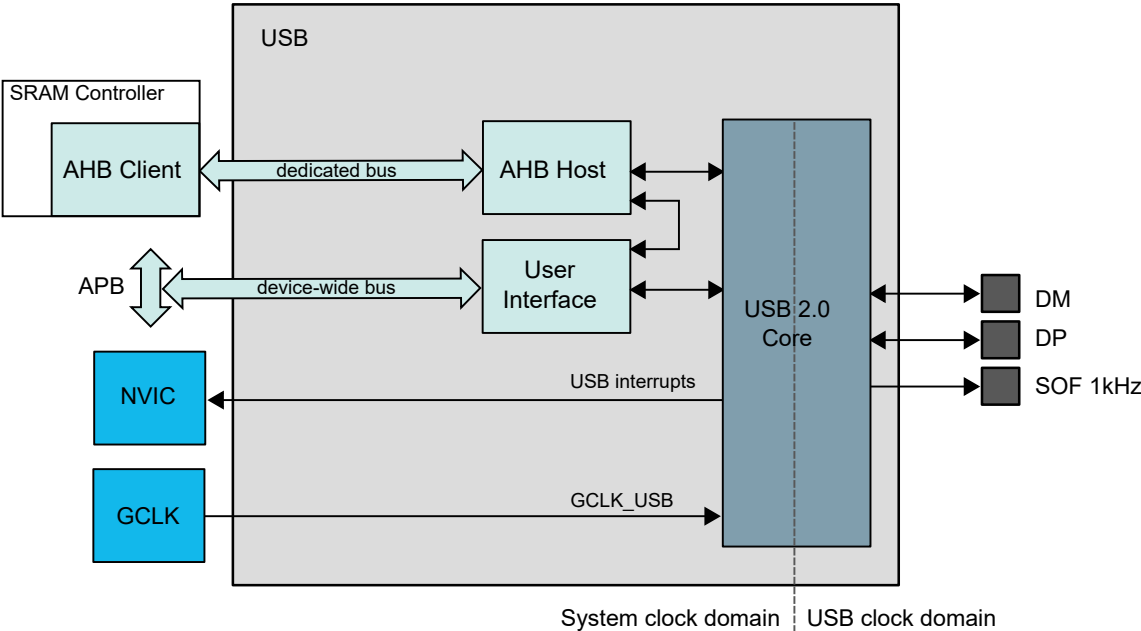 USB
SRAM Controller
AHB Client
dedicated bus
AHB Host
APB
device-wide bus
User
Interface
USB 2.0
Core
DM
DP
SOF 1kHz
NVIC
USB interrupts
GCLK
GCLK_USB
System clock domain
USB clock domain